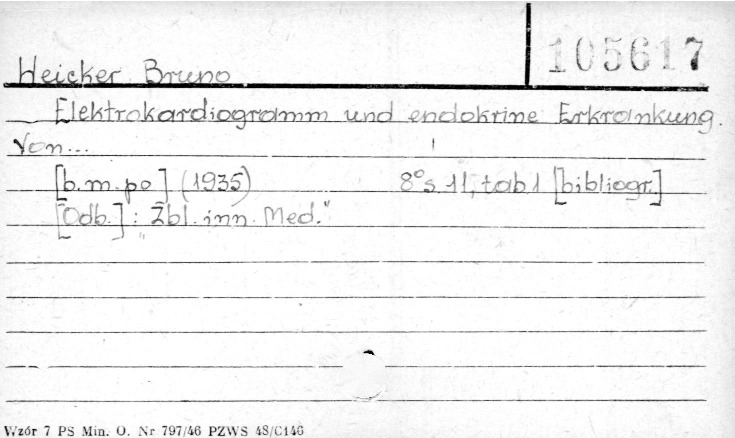 105617
Heicker Bruno
Elektrokardiogramm und endokrine Erkrankung.
Von...
[b.m.po] (1935) 8° s. 11, tab 1 [bibliogr.]
[Odb.]: "Zbl. inn. Med."
Wzór 7 PS Min. O. Nr 797/46 PZWS 48/C146